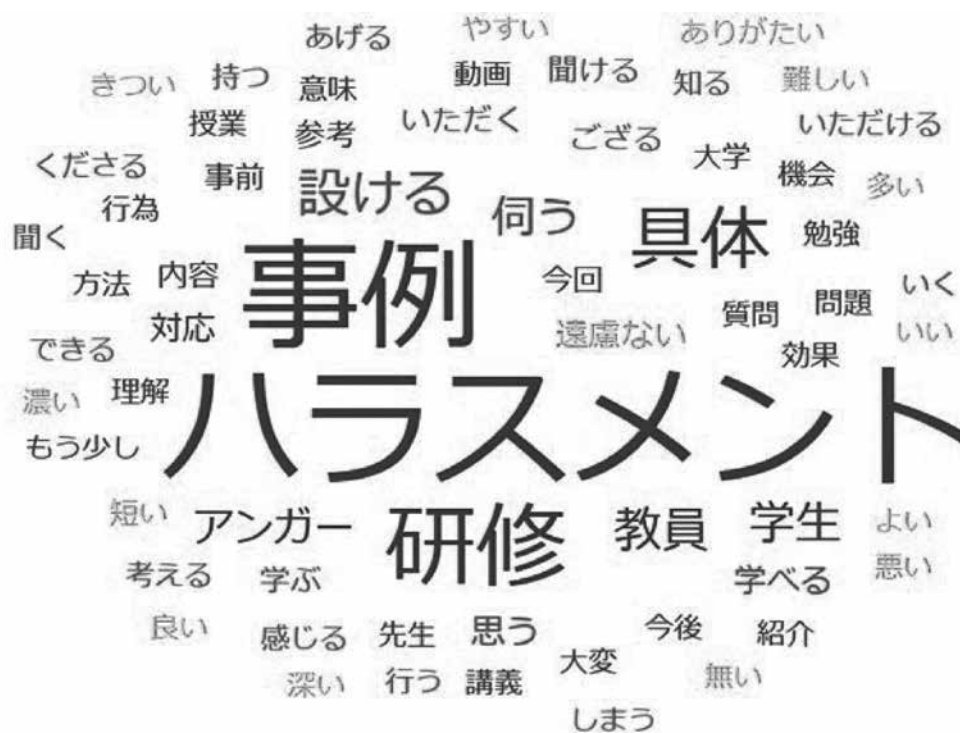 あげる やすい ありがたい
きつい 持つ 意味 動画 聞ける 知る 難しい
授業 参考 いただく ござる いただける
くださる 事前 設ける 大学 機会 多い
行為 伺う 具体 勉強
聞く
方法 内容 事例 今回 質問 問題 いく
対応 遠慮ない いい
できる 効果
濃い 理解 ハラスメント
もう少し
短い アンガー 研修 教員 学生 よい
考える 学ぶ 学べる 悪い
良い 感じる 先生 思う 今後 紹介
深い 行う 講義 大変 無い
しまう